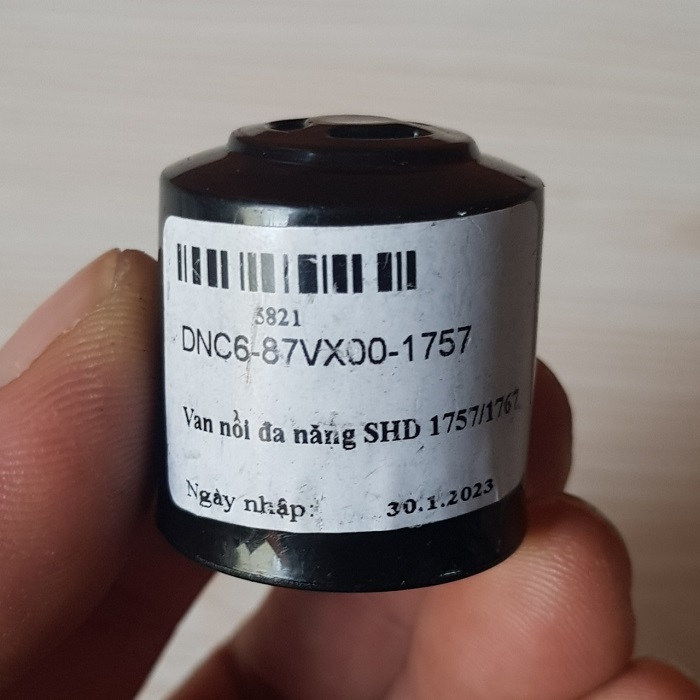 3821
DNC6-87VX00-1757
Van nồi đa năng SHD 1757/1767
Ngày nhập: 30.1.2023